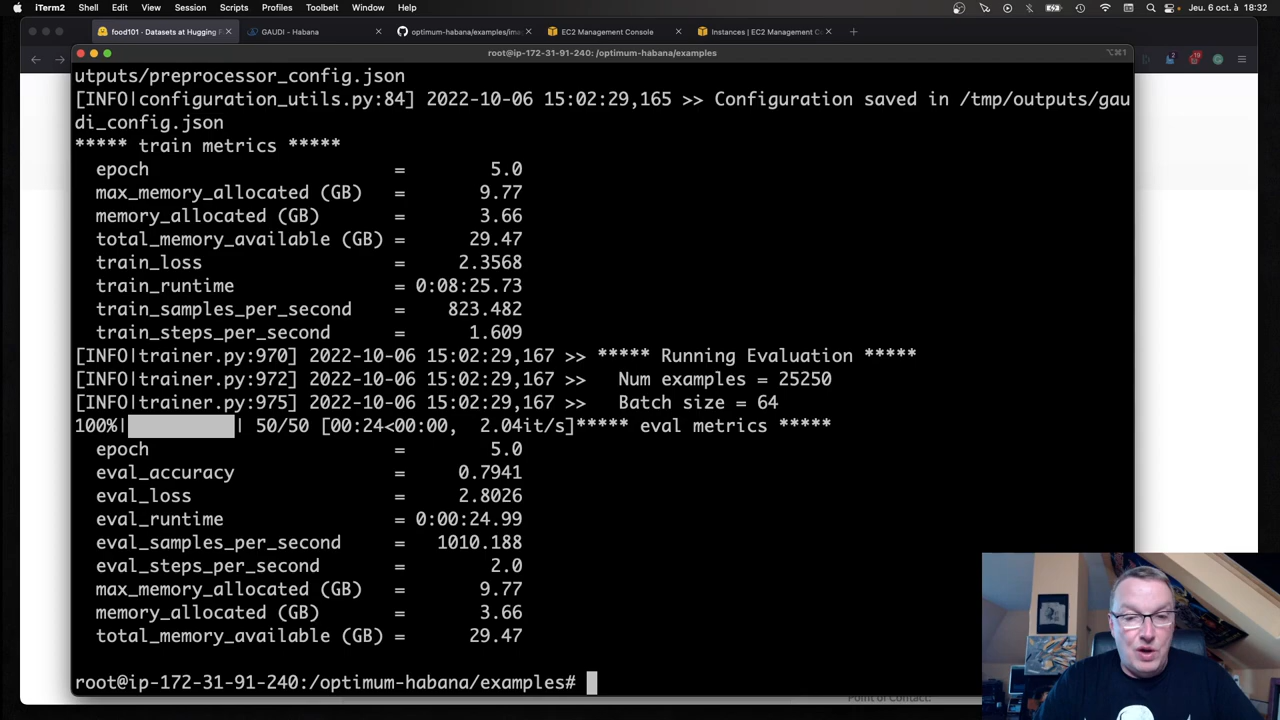 iTerm2 Shell Edit View Session Scripts Profiles Toolbelt Window Help Jeu. 6 oct. à 18:32
food101 · Datasets at Hugging F GAUDI - Habana optimum-habana/examples/ima EC2 Management Console Instances | EC2 Management C
root@ip-172-31-91-240: /optimum-habana/examples ⌥⌘1
utputs/preprocessor_config.json
[INFO|configuration_utils.py:84] 2022-10-06 15:02:29,165 >> Configuration saved in /tmp/outputs/gau
di_config.json
***** train metrics *****
epoch = 5.0
max_memory_allocated (GB) = 9.77
memory_allocated (GB) = 3.66
total_memory_available (GB) = 29.47
train_loss = 2.3568
train_runtime = 0:08:25.73
train_samples_per_second = 823.482
train_steps_per_second = 1.609
[INFO|trainer.py:970] 2022-10-06 15:02:29,167 >> ***** Running Evaluation *****
[INFO|trainer.py:972] 2022-10-06 15:02:29,167 >> Num examples = 25250
[INFO|trainer.py:975] 2022-10-06 15:02:29,167 >> Batch size = 64
100%| | 50/50 [00:24<00:00, 2.04it/s]***** eval metrics *****
epoch = 5.0
eval_accuracy = 0.7941
eval_loss = 2.8026
eval_runtime = 0:00:24.99
eval_samples_per_second = 1010.188
eval_steps_per_second = 2.0
max_memory_allocated (GB) = 9.77
memory_allocated (GB) = 3.66
total_memory_available (GB) = 29.47
root@ip-172-31-91-240:/optimum-habana/examples#
Point of Contact: